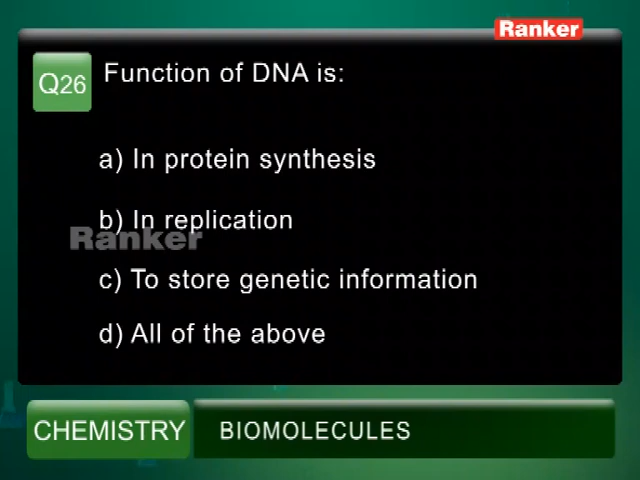 Ranker
Q26
Function of DNA is:
a) In protein synthesis
b) In replication
Ranker
c) To store genetic information
d) All of the above
CHEMISTRY
BIOMOLECULES